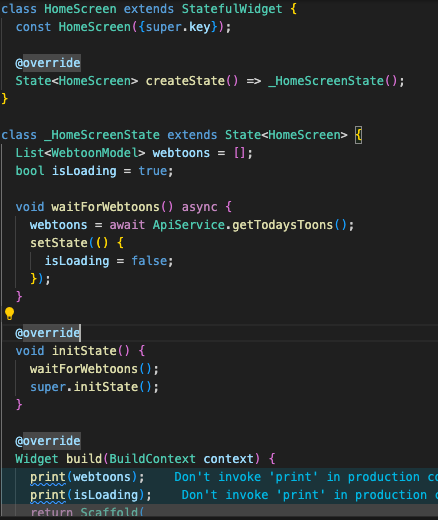 class HomeScreen extends StatefulWidget {
  const HomeScreen({super.key});

  @override
  State<HomeScreen> createState() => _HomeScreenState();
}

class _HomeScreenState extends State<HomeScreen> {
  List<WebtoonModel> webtoons = [];
  bool isLoading = true;

  void waitForWebtoons() async {
    webtoons = await ApiService.getTodaysToons();
    setState(() {
      isLoading = false;
    });
  }

  @override
  void initState() {
    waitForWebtoons();
    super.initState();
  }

  @override
  Widget build(BuildContext context) {
    print(webtoons);    Don't invoke 'print' in production
    print(isLoading);    Don't invoke 'print' in production
    return Scaffold(